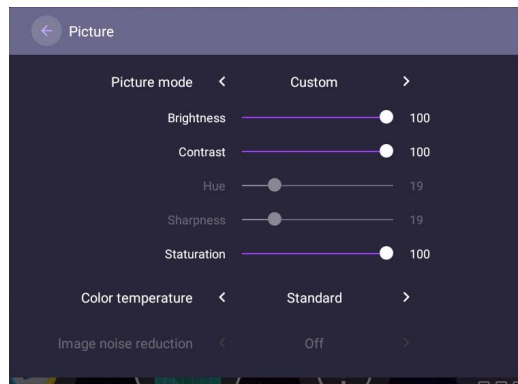 Picture
Picture mode < Custom >
Brightness 100
Contrast 100
Hue 19
Sharpness 19
Staturation 100
Color temperature < Standard >
Image noise reduction < Off >